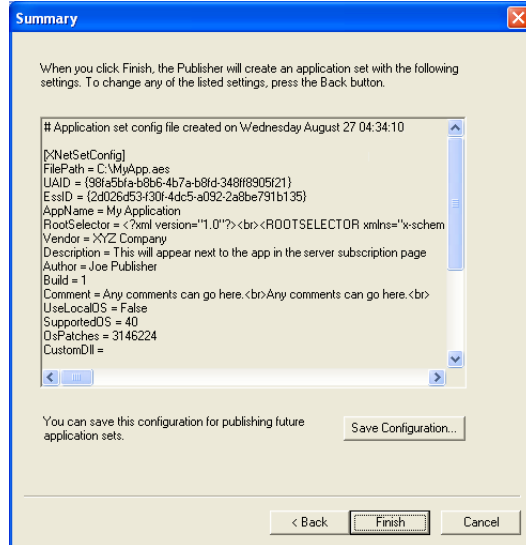 Summary
When you click Finish, the Publisher will create an application set with the following
settings. To change any of the listed settings, press the Back button.
# Application set config file created on Wednesday August 27 04:34:10
[XNetSetConfig]
FilePath = C:\MyApp.aes
UAID = {98fa5bfa-b8b6-4b7a-b8fd-348ff8905f21}
EssID = {2d026d53-f30f-4dc5-a092-2a8be791b135}
AppName = My Application
RootSelector = <?xml version="1.0"?><br><ROOTSELECTOR xmlns="x-schem
Vendor = XYZ Company
Description = This will appear next to the app in the server subscription page
Author = Joe Publisher
Build = 1
Comment = Any comments can go here.<br>Any comments can go here.<br>
UseLocalOS = False
SupportedOS = 40
OsPatches = 3146224
CustomDll =
You can save this configuration for publishing future
application sets.
Save Configuration...
< Back
Finish
Cancel